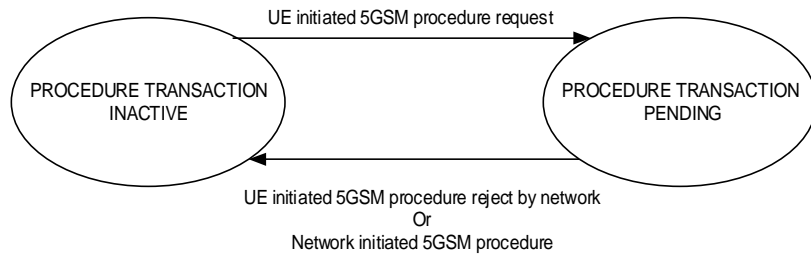 UE initiated 5GSM procedure request
PROCEDURE TRANSACTION
INACTIVE
PROCEDURE TRANSACTION
PENDING
UE initiated 5GSM procedure reject by network
Or
Network initiated 5GSM procedure